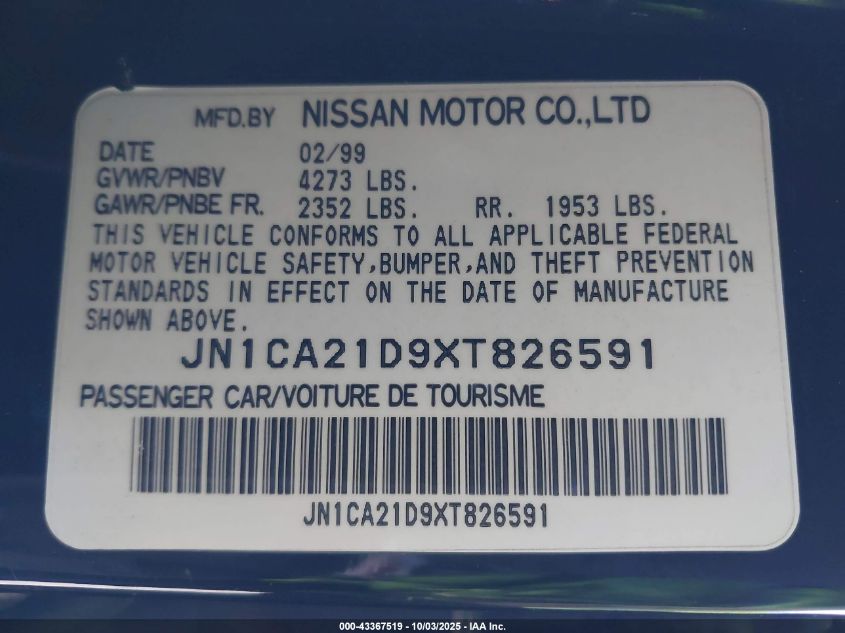 MFD.BY NISSAN MOTOR CO.,LTD
DATE 02/99
GVWR/PNBV 4273 LBS.
GAWR/PNBE FR. 2352 LBS. RR. 1953 LBS.
THIS VEHICLE CONFORMS TO ALL APPLICABLE FEDERAL
MOTOR VEHICLE SAFETY,BUMPER,AND THEFT PREVENTION
STANDARDS IN EFFECT ON THE DATE OF MANUFACTURE
SHOWN ABOVE.
JN1CA21D9XT826591
PASSENGER CAR/VOITURE DE TOURISME
JN1CA21D9XT826591
000-43367519 - 10/03/2025 - IAA Inc.